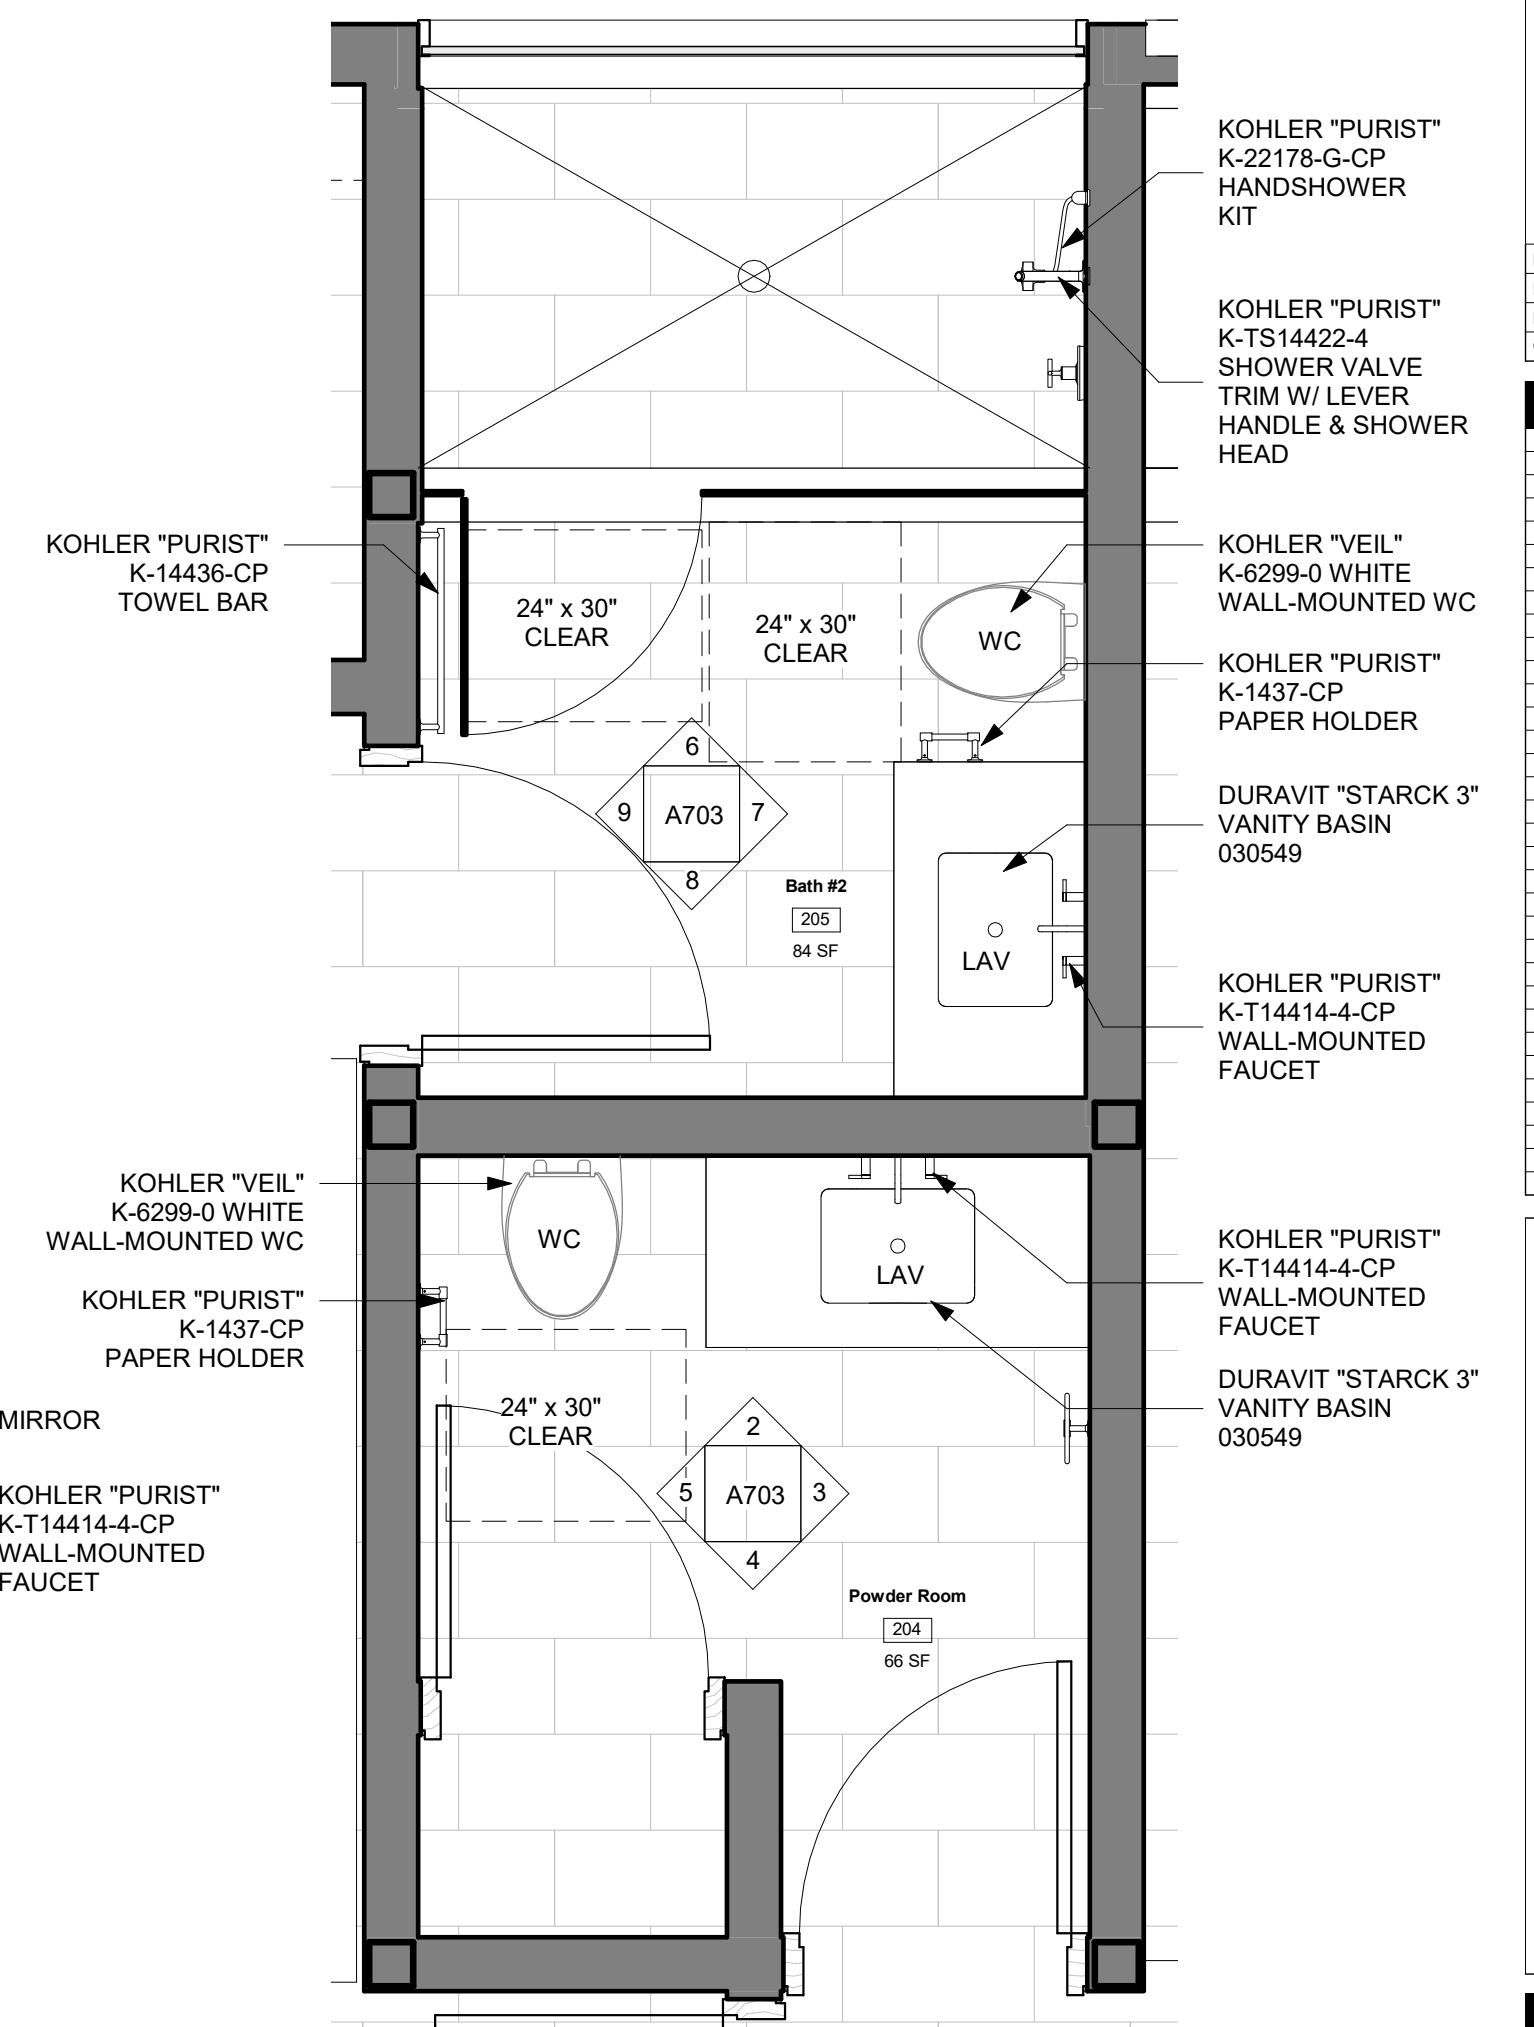 KOHLER "PURIST"
K-22178-G-CP
HANDSHOWER
KIT
KOHLER "PURIST"
K-TS14422-4
SHOWER VALVE
TRIM W/ LEVER
HANDLE & SHOWER
HEAD
KOHLER "PURIST"
K-14436-CP
TOWEL BAR
24" x 30"
CLEAR
24" x 30"
CLEAR
WC
KOHLER "VEIL"
K-6299-0 WHITE
WALL-MOUNTED WC
KOHLER "PURIST"
K-1437-CP
PAPER HOLDER
6
9
A703
7
8
DURAVIT "STARCK 3"
VANITY BASIN
030549
Bath #2
205
84 SF
LAV
KOHLER "PURIST"
K-T14414-4-CP
WALL-MOUNTED
FAUCET
KOHLER "VEIL"
K-6299-0 WHITE
WALL-MOUNTED WC
WC
LAV
KOHLER "PURIST"
K-T14414-4-CP
WALL-MOUNTED
FAUCET
KOHLER "PURIST"
K-1437-CP
PAPER HOLDER
DURAVIT "STARCK 3"
VANITY BASIN
030549
MIRROR
24" x 30"
CLEAR
2
5
A703
3
4
KOHLER "PURIST"
K-T14414-4-CP
WALL-MOUNTED
FAUCET
Powder Room
204
66 SF